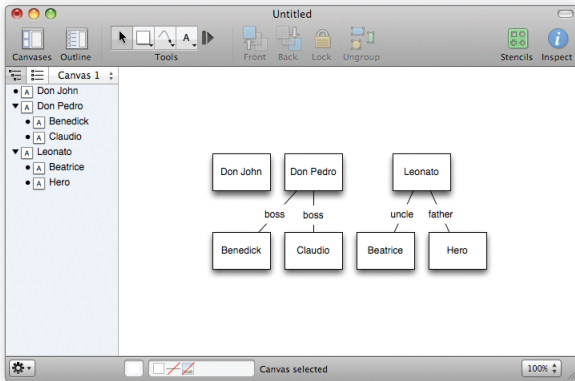 Untitled
Canvases Outline Tools Front Back Lock Ungroup Stencils Inspect
Canvas 1
Don John
Don Pedro
Benedick
Claudio
Leonato
Beatrice
Hero
Don John Don Pedro Leonato
boss boss uncle father
Benedick Claudio Beatrice Hero
Canvas selected
100%